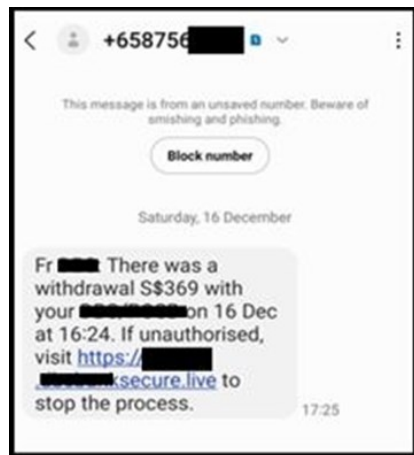 +658756
This message is from an unsaved number. Beware of
smishing and phishing.
Block number
Saturday, 16 December
Fr There was a
withdrawal S$369 with
your on 16 Dec
at 16:24. If unauthorised,
visit https://
ksecure.live to
stop the process.
17:25